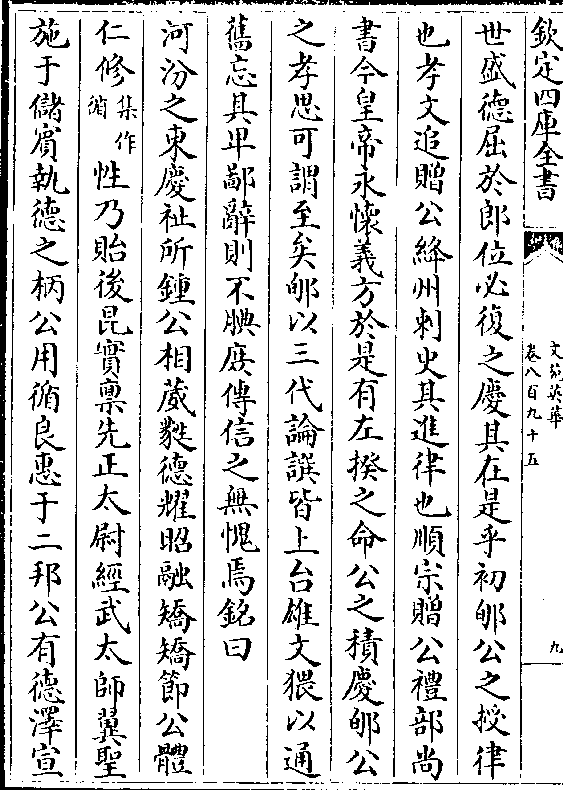 欽定四庫全書
文苑英華
卷八百九十五
九
世盛德屈於郎位必復之慶其在是乎初邠公之授律
也孝文追贈公絳州刺史其進律也順宗贈公禮部尚
書今皇帝永懷義方於是有左揆之命公之積慶邠公
之孝思可謂至矣邠以三代論譔皆上台雄文猥以通
舊忘其卑鄙辭則不腆庶傳信之無愧焉銘曰
河汾之東慶祉所鍾公相葳蕤德耀昭融矯矯節公體
仁修集作循性乃貽後昆實稟先正太尉經武太師翼聖
施于儲賓執德之柄公用循良惠于二邦公有德澤宣